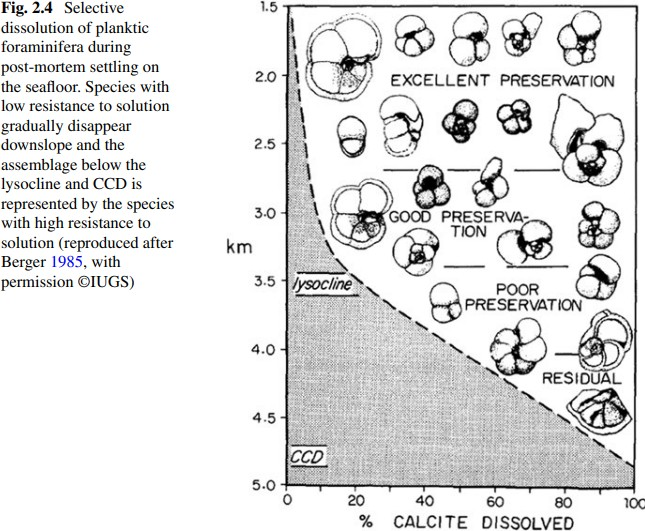 Fig. 2.4 Selective
dissolution of planktic
foraminifera during
post-mortem settling on
the seafloor. Species with
low resistance to solution
gradually disappear
downslope and the
assemblage below the
lysocline and CCD is
represented by the species
with high resistance to
solution (reproduced after
Berger 1985, with
permission ©IUGS)
1.5
2.0
2.5
3.0
km
3.5
4.0
4.5
5.0
EXCELLENT PRESERVATION
GOOD PRESERVA-
TION
lysocline
POOR
PRESERVATION
RESIDUAL
CCD
0 20 40 60 80 100
% CALCITE DISSOLVED